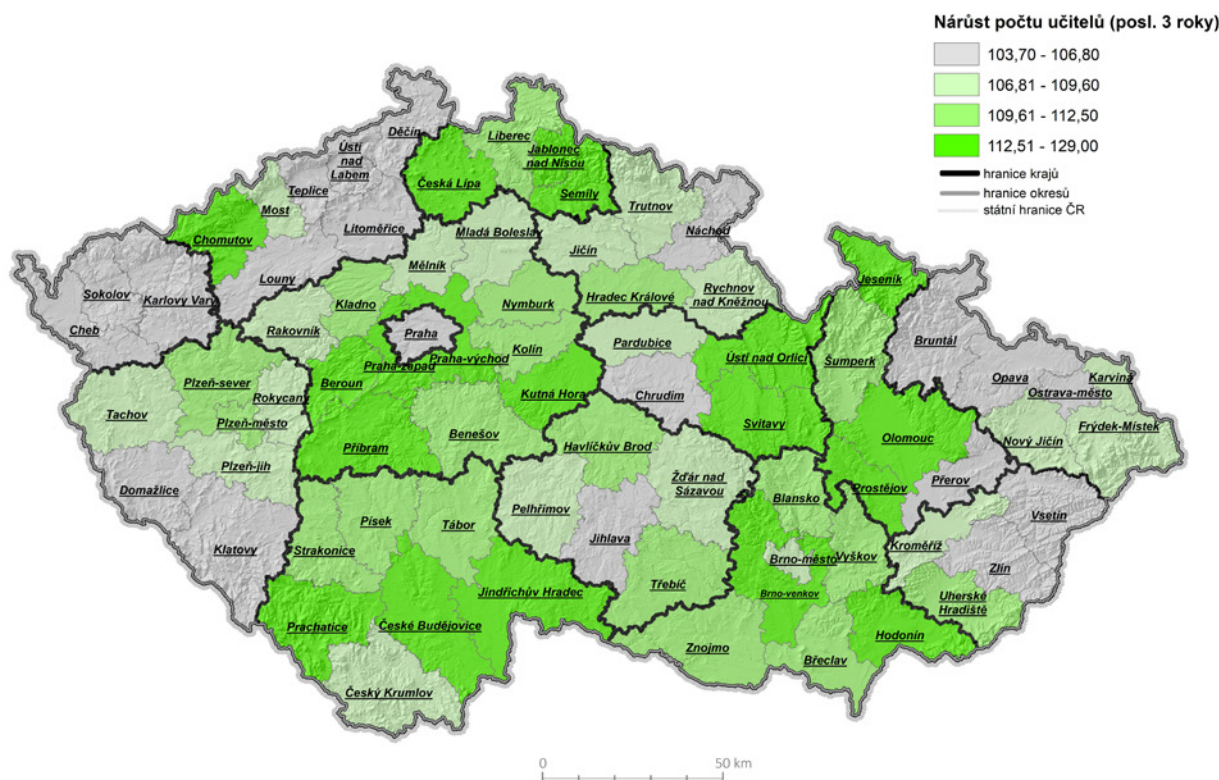 Nárůst počtu učitelů (posl. 3 roky)
103,70 - 106,80
106,81 - 109,60
109,61 - 112,50
112,51 - 129,00
hranice krajů
hranice okresů
státní hranice ČR
Děčín
Ústí
nad
Labem
Teplice
Most
Chomutov
Litoměřice
Louny
Liberec
Jablonec
nad Nisou
Česká Lípa
Semily
Trutnov
Náchod
Jičín
Mladá Boleslav
Mělník
Sokolov
Karlovy Vary
Cheb
Rakovník
Kladno
Nymburk
Hradec Králové
Rychnov
nad Kněžnou
Praha
Praha-západ
Praha-východ
Kolín
Beroun
Kutná Hora
Pardubice
Chrudim
Ústí nad Orlicí
Svitavy
Jeseník
Šumperk
Bruntál
Opava
Karviná
Ostrava-město
Nový Jičín
Frýdek-Místek
Plzeň-sever
Rokycany
Tachov
Plzeň-město
Plzeň-jih
Příbram
Benešov
Havlíčkův Brod
Žďár nad
Sázavou
Olomouc
Prostějov
Přerov
Domažlice
Klatovy
Písek
Tábor
Strakonice
Pelhřimov
Jihlava
Třebíč
Blansko
Brno-město
Vyškov
Brno-venkov
Kroměříž
Vsetín
Zlín
Uherské
Hradiště
Hodonín
Břeclav
Znojmo
Jindřichův Hradec
České Budějovice
Prachatice
Český Krumlov
0
50 km